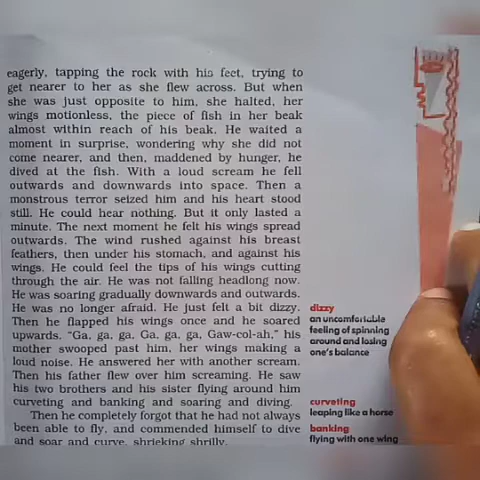 eagerly, tapping the rock with his feet, trying to
get nearer to her as she flew across. But when
she was just opposite to him, she halted, her
wings motionless, the piece of fish in her beak
almost within reach of his beak. He waited a
moment in surprise, wondering why she did not
come nearer, and then, maddened by hunger, he
dived at the fish. With a loud scream he fell
outwards and downwards into space. Then a
monstrous terror seized him and his heart stood
still. He could hear nothing. But it only lasted a
minute. The next moment he felt his wings spread
outwards. The wind rushed against his breast
feathers, then under his stomach, and against his
wings. He could feel the tips of his wings cutting
through the air. He was not falling headlong now.
He was soaring gradually downwards and outwards.
He was no longer afraid. He just felt a bit dizzy.
Then he flapped his wings once and he soared
upwards. “Ga, ga, ga, Ga, ga, ga, Gaw-col-ah,” his
mother swooped past him, her wings making a
loud noise. He answered her with another scream.
Then his father flew over him screaming. He saw
his two brothers and his sister flying around him
curveting and banking and soaring and diving.
Then he completely forgot that he had not always
been able to fly, and commended himself to dive
and soar and curve, shrieking shrilly.
dizzy
an uncomfortable
feeling of spinning
around and losing
one's balance
curveting
leaping like a horse
banking
flying with one wing